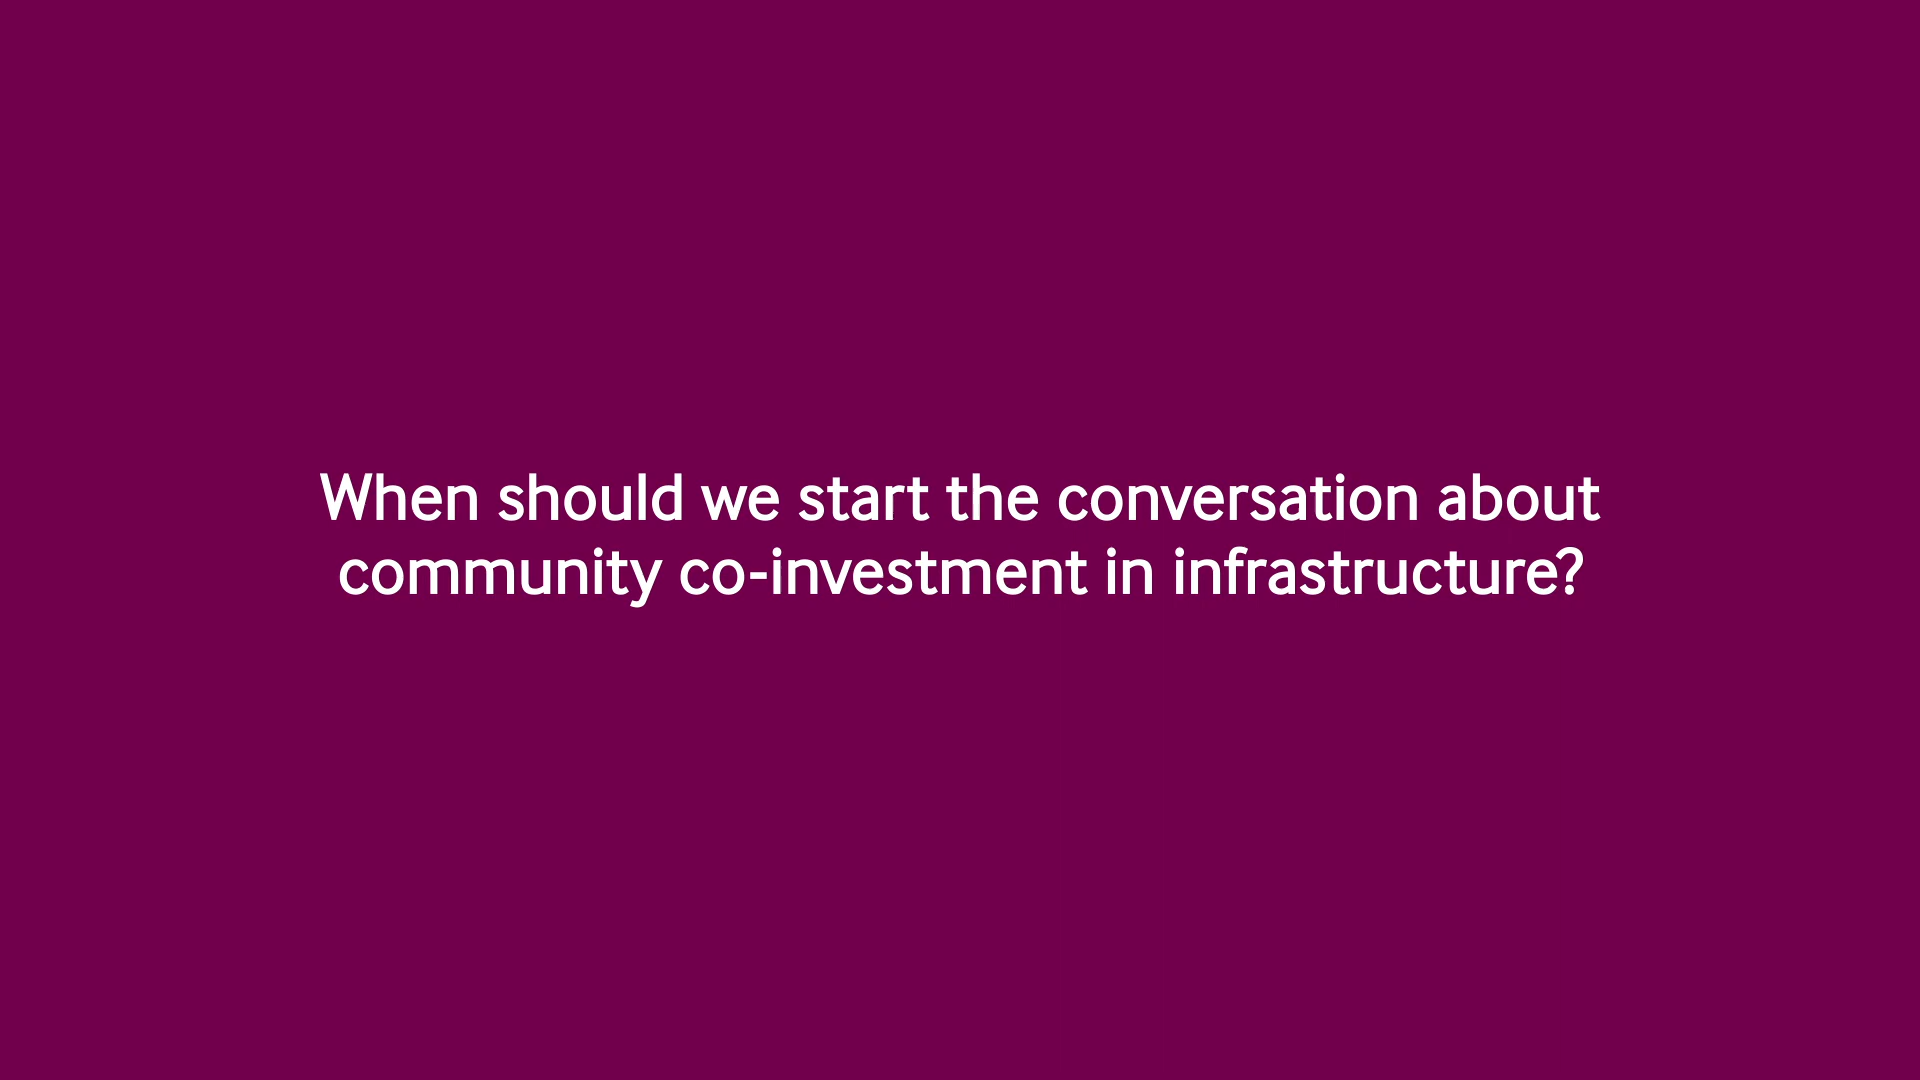 When should we start the conversation about
community co-investment in infrastructure?